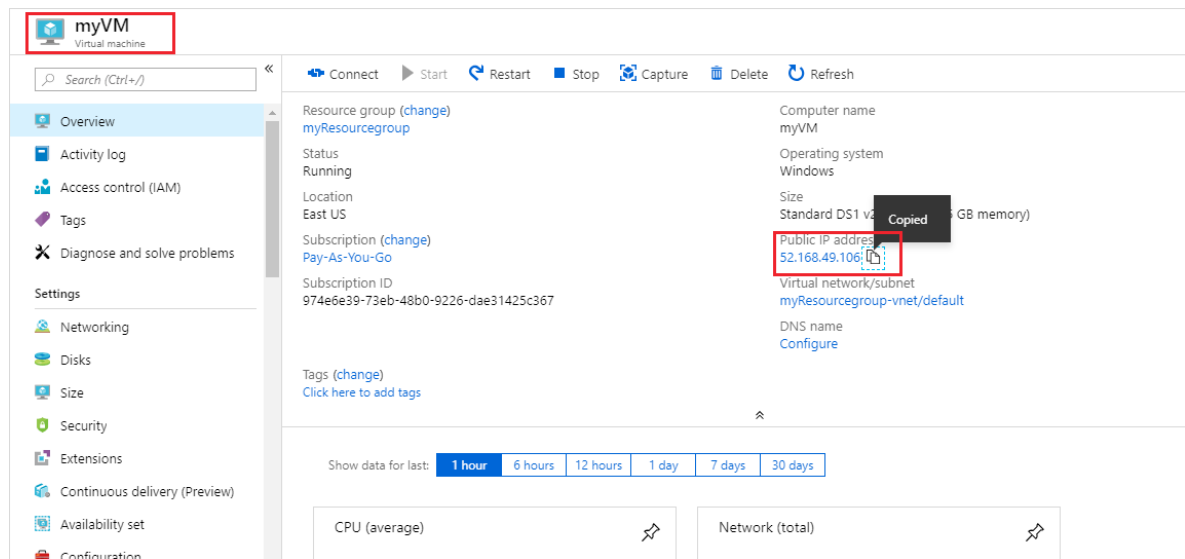 myVM
Virtual machine
Search (Ctrl+/)
«
Overview
Activity log
Access control (IAM)
Tags
Diagnose and solve problems
Settings
Networking
Disks
Size
Security
Extensions
Continuous delivery (Preview)
Availability set
Configuration
Connect Start Restart Stop Capture Delete Refresh
Resource group (change)
myResourcegroup
Status
Running
Location
East US
Subscription (change)
Pay-As-You-Go
Subscription ID
974e6e39-73eb-48b0-9226-dae31425c367
Computer name
myVM
Operating system
Windows
Size
Standard DS1 GB memory)
Copied
Public IP address
52.168.49.106
Virtual network/subnet
myResourcegroup-vnet/default
DNS name
Configure
Tags (change)
Click here to add tags
Show data for last: 1 hour 6 hours 12 hours 1 day 7 days 30 days
CPU (average)
Network (total)